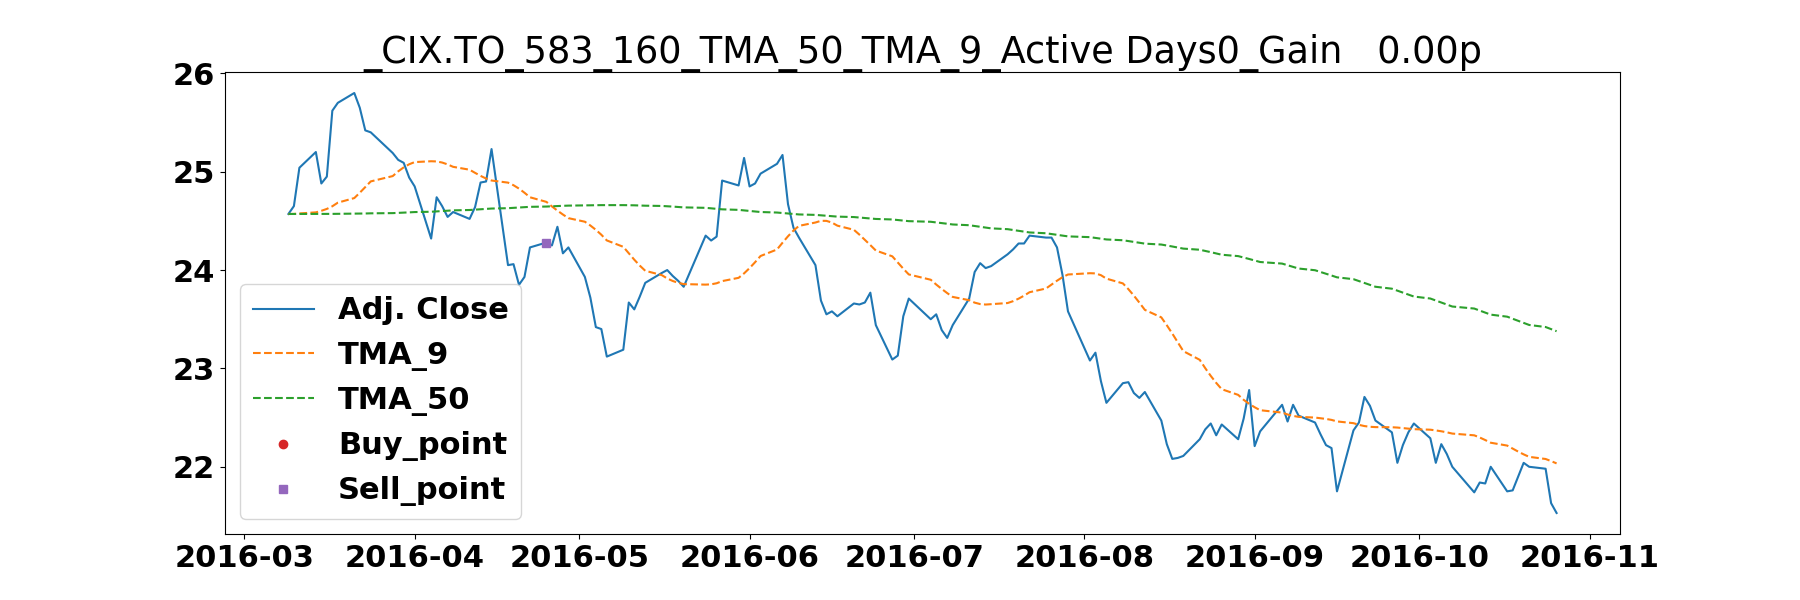 _CIX.TO_583_160_TMA_50_TMA_9_Active Days0_Gain   0.00p
26
25
24
23
22
Adj. Close
TMA_9
TMA_50
Buy_point
Sell_point
2016-03 2016-04 2016-05 2016-06 2016-07 2016-08 2016-09 2016-10 2016-11